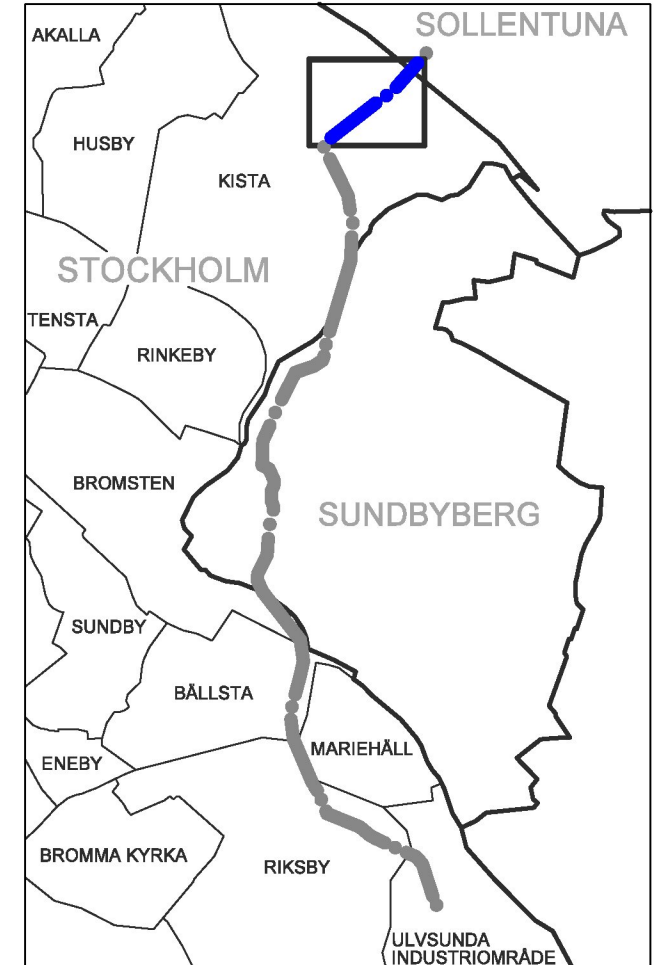 SOLLENTUNA
AKALLA
HUSBY
KISTA
STOCKHOLM
TENSTA
RINKEBY
BROMSTEN
SUNDBYBERG
SUNDBY
BÄLLSTA
MARIEHÄLL
ENEBY
BROMMA KYRKA
RIKSBY
ULVSUNDA
INDUSTRIOMRÅDE